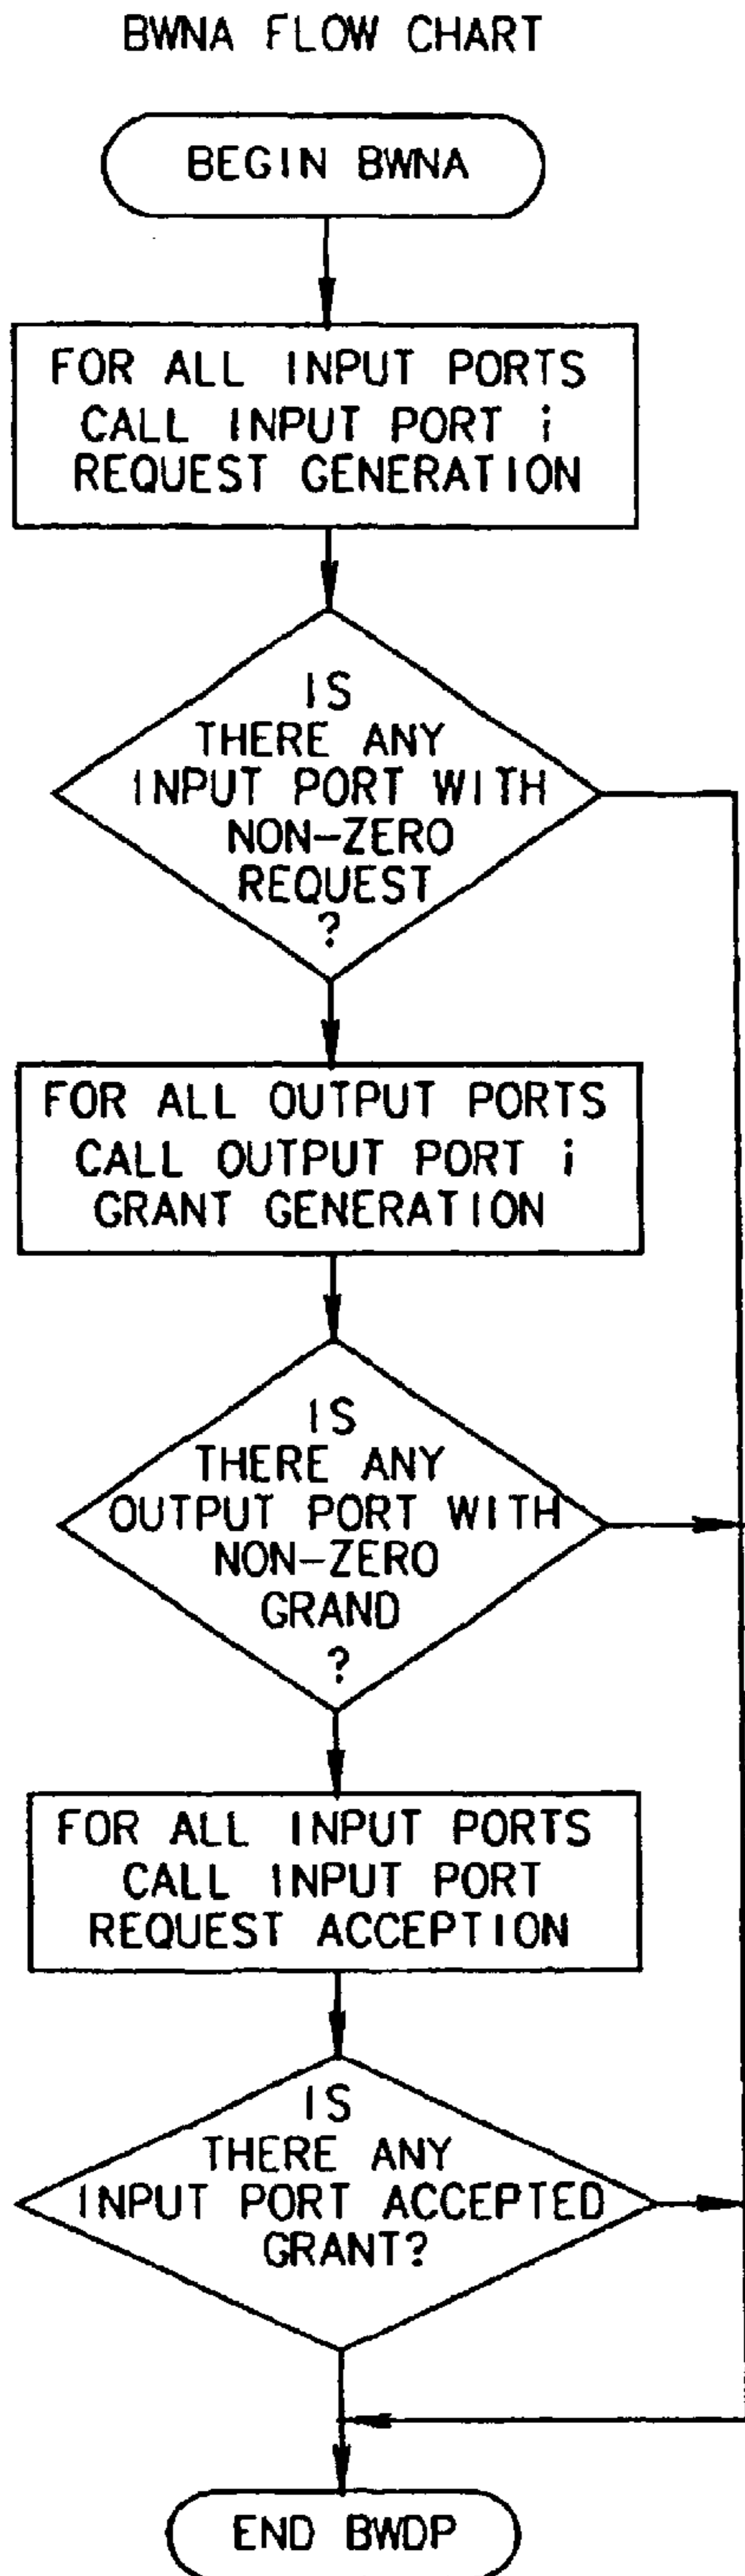 BWNA FLOW CHART
BEGIN BWNA
FOR ALL INPUT PORTS
CALL INPUT PORT i
REQUEST GENERATION
IS
THERE ANY
INPUT PORT WITH
NON-ZERO
REQUEST
?
FOR ALL OUTPUT PORTS
CALL OUTPUT PORT i
GRANT GENERATION
IS
THERE ANY
OUTPUT PORT WITH
NON-ZERO
GRAND
?
FOR ALL INPUT PORTS
CALL INPUT PORT
REQUEST ACCEPTION
IS
THERE ANY
INPUT PORT ACCEPTED
GRANT?
END BWDP